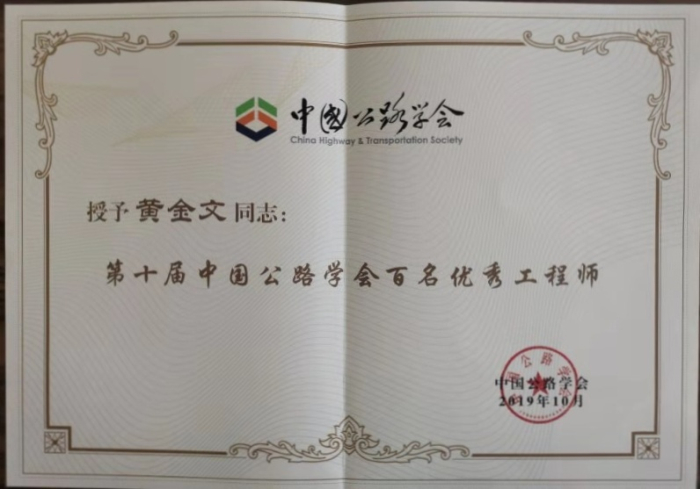 中国公路学会
China Highway & Transportation Society
授予黄金文同志：
第十届中国公路学会百名优秀工程师
中国公路学会
2019年10月